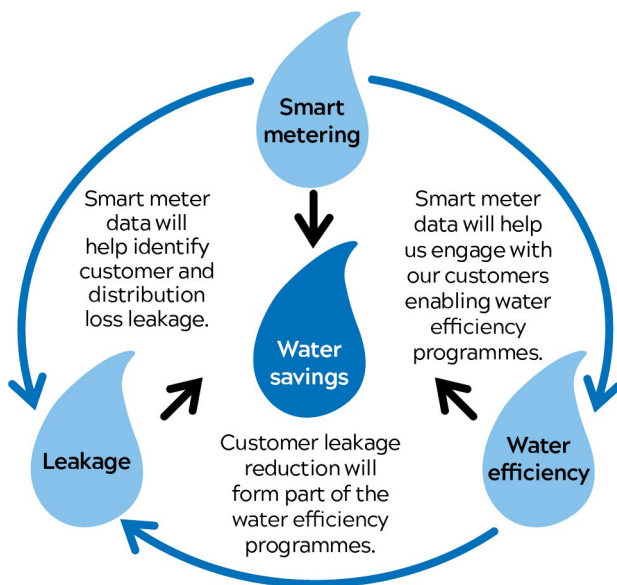 Smart
metering
Smart meter
data will
help identify
customer and
distribution
loss leakage.
Smart meter
data will help
us engage with
our customers
enabling water
efficiency
programmes.
Water
savings
Leakage
Customer leakage
reduction will
form part of the
water efficiency
programmes.
Water
efficiency